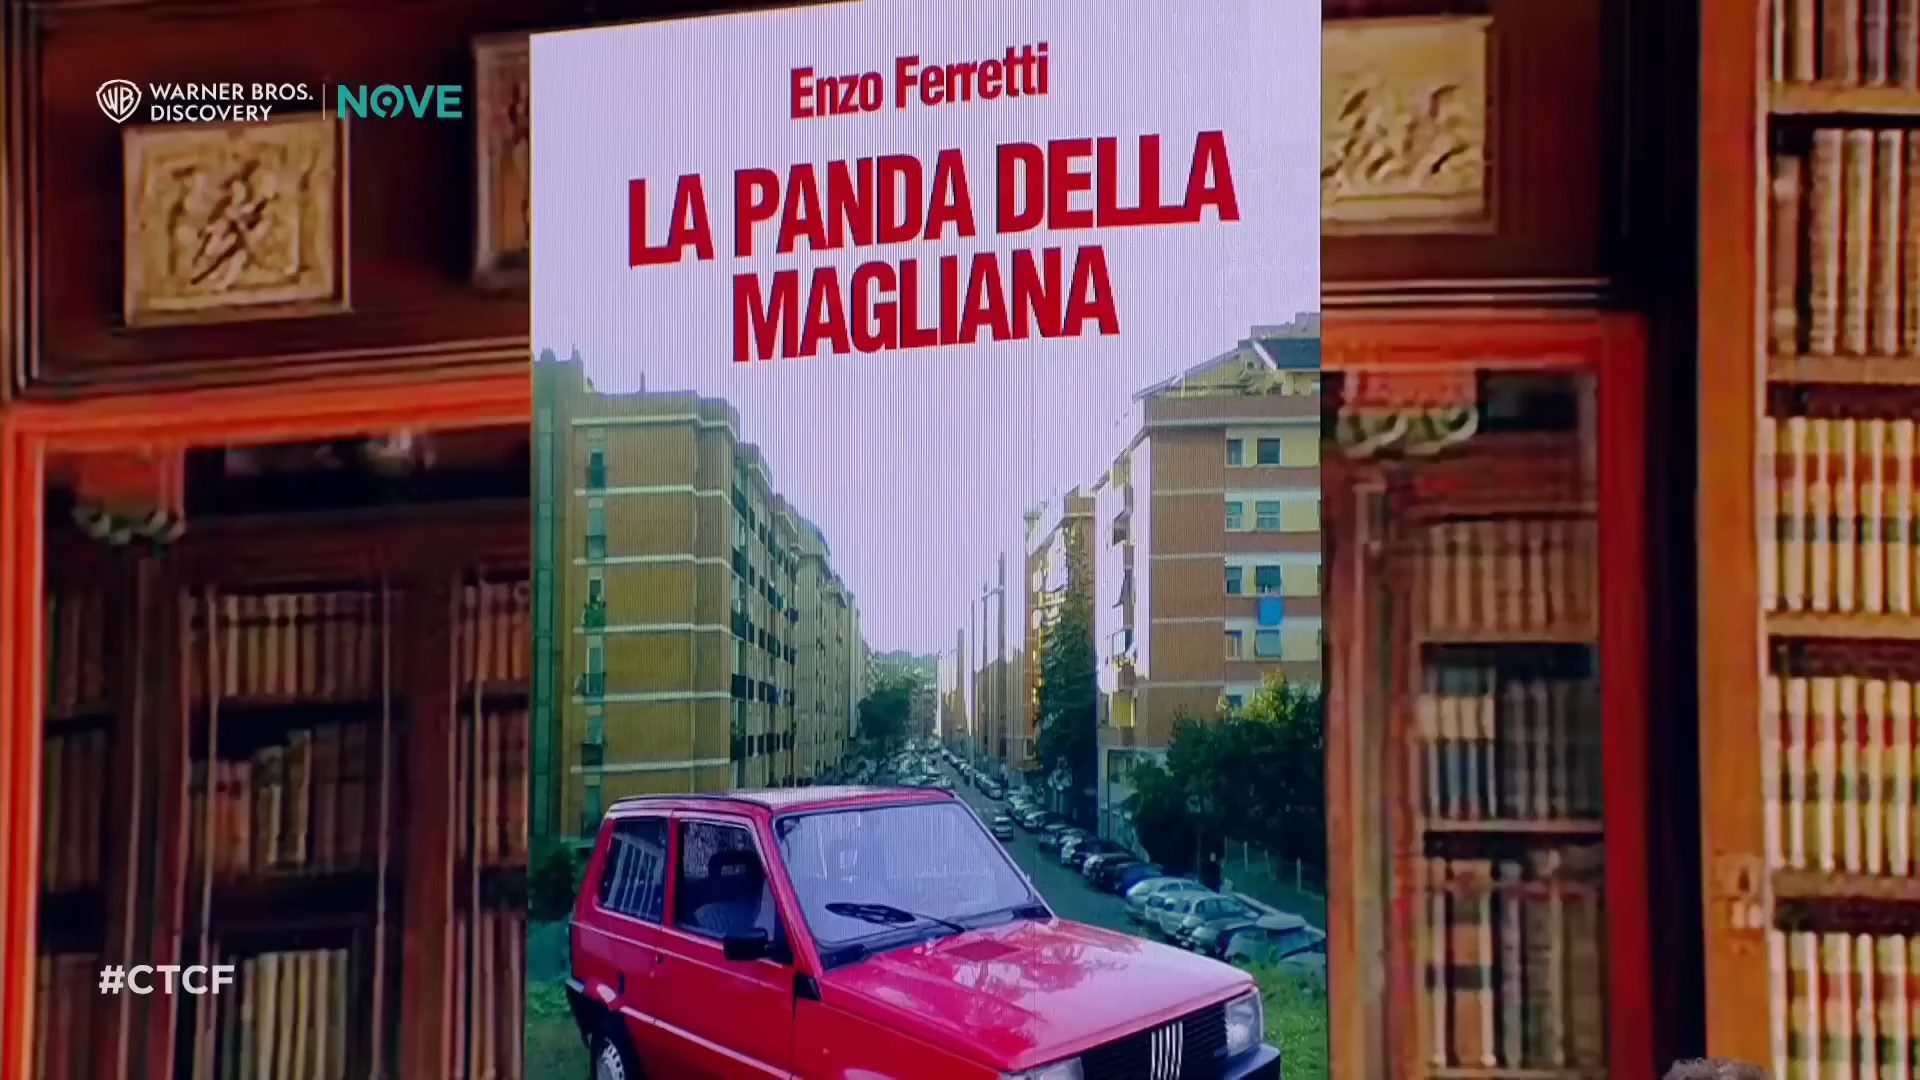 WARNER BROS.
DISCOVERY
NOVE
Enzo Ferretti
LA PANDA DELLA
MAGLIANA
#CTCF